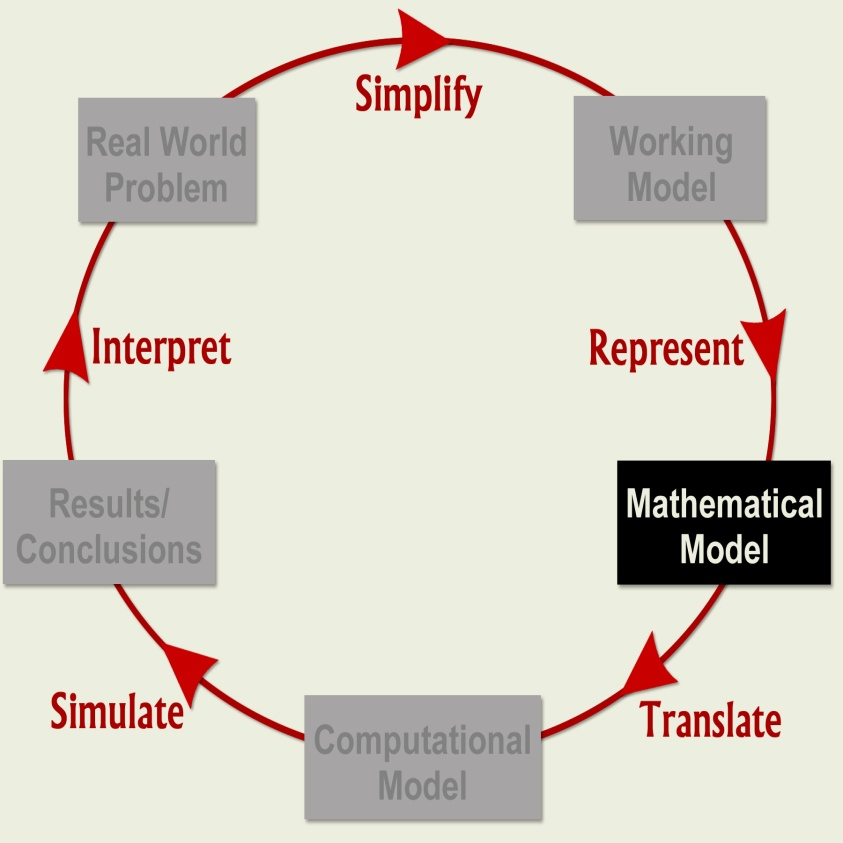 Simplify
Real World
Problem
Working
Model
Interpret
Represent
Results/
Conclusions
Mathematical
Model
Simulate
Translate
Computational
Model